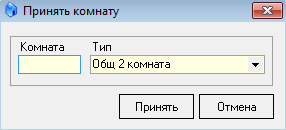 Принять комнату
Комната Тип
Общ 2 комната
Принять Отмена